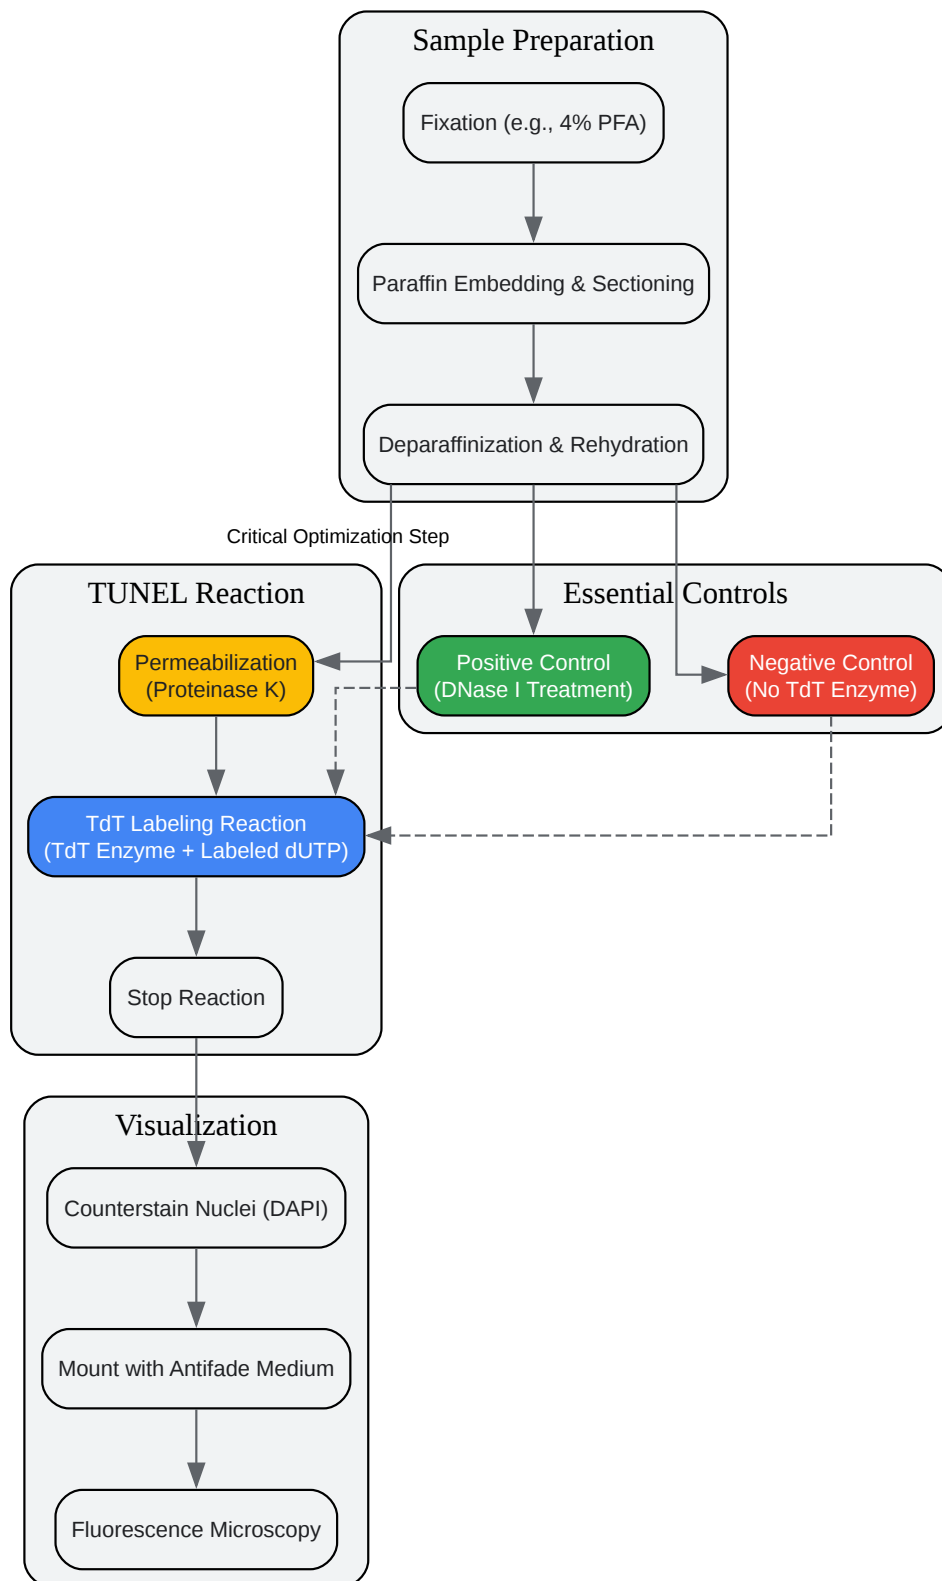 Sample Preparation
Fixation (e.g., 4% PFA)
Paraffin Embedding & Sectioning
Deparaffinization & Rehydration
Critical Optimization Step
TUNEL Reaction
Permeabilization
(Proteinase K)
TdT Labeling Reaction
(TdT Enzyme + Labeled dUTP)
Stop Reaction
Essential Controls
Positive Control
(DNase I Treatment)
Negative Control
(No TdT Enzyme)
Visualization
Counterstain Nuclei (DAPI)
Mount with Antifade Medium
Fluorescence Microscopy